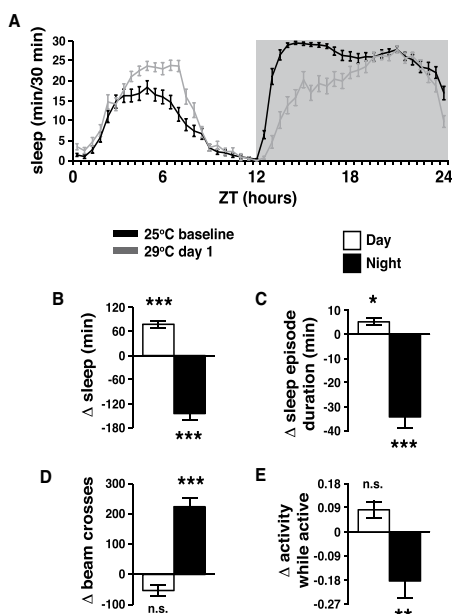 A
sleep (min/30 min)
30
25
20
15
10
5
0
0 6 12 18 24
ZT (hours)
25ºC baseline
29ºC day 1
Day
Night
B
Δ sleep (min)
120
60
0
-60
-120
-180
***
***
C
Δ sleep episode
duration (min)
10
0
-10
-20
-30
-40
*
***
D
Δ beam crosses
300
200
100
0
-100
***
n.s.
E
Δ activity
while active
0.18
0.09
0
-0.09
-0.18
-0.27
n.s.
**